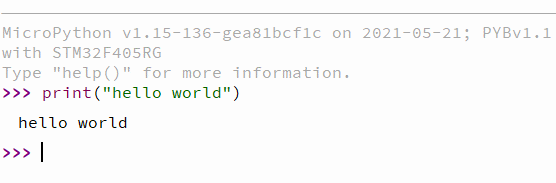 MicroPython v1.15-136-gea81bcf1c on 2021-05-21; PYBv1.1
with STM32F405RG
Type "help()" for more information.
>>> print("hello world")
hello world
>>>